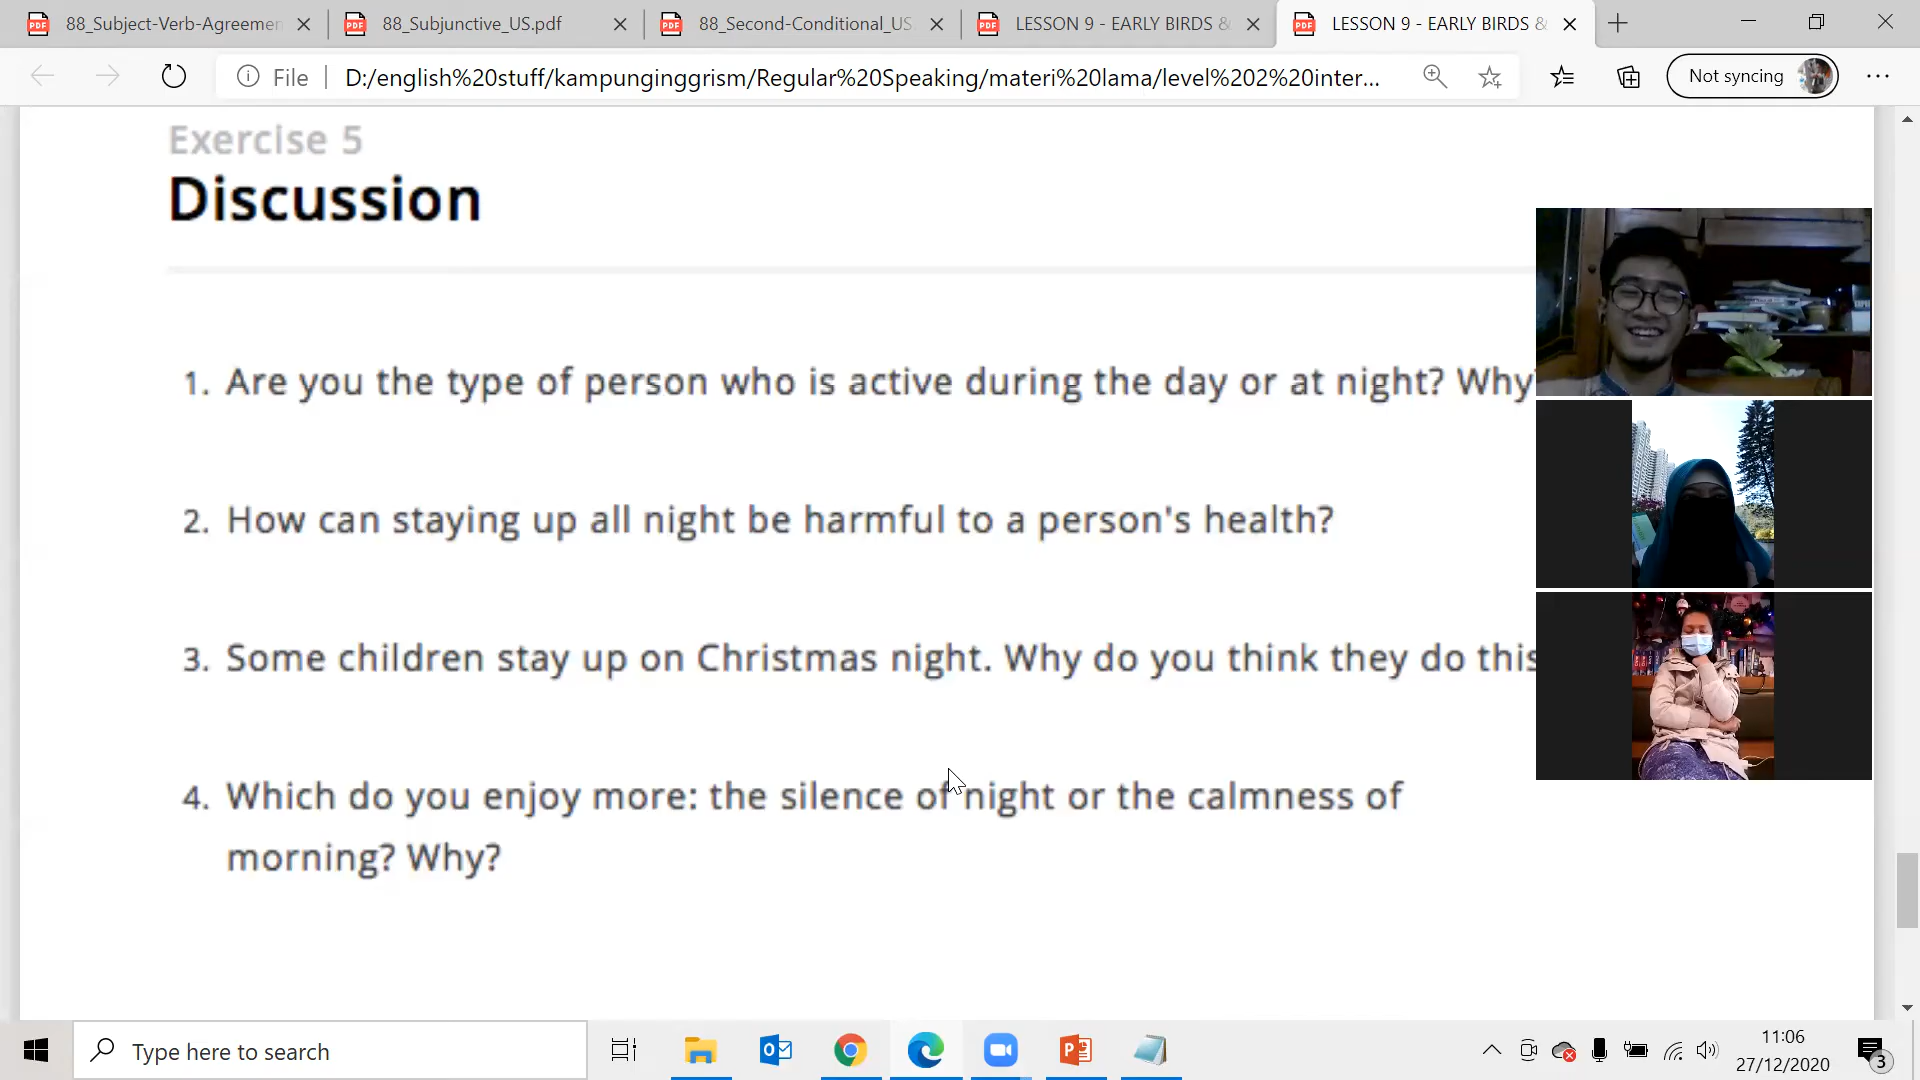 88_Subject-Verb-Agreemen
88_Subjunctive_US.pdf
88_Second-Conditional_US
LESSON 9 - EARLY BIRDS &
LESSON 9 - EARLY BIRDS &
File
D:/english%20stuff/kampunginggrism/Regular%20Speaking/materi%20lama/level%202%20inter...
Not syncing
Exercise 5
Discussion
1. Are you the type of person who is active during the day or at night? Why
2. How can staying up all night be harmful to a person's health?
3. Some children stay up on Christmas night. Why do you think they do this
4. Which do you enjoy more: the silence of night or the calmness of
morning? Why?
Type here to search
11:06
27/12/2020
3